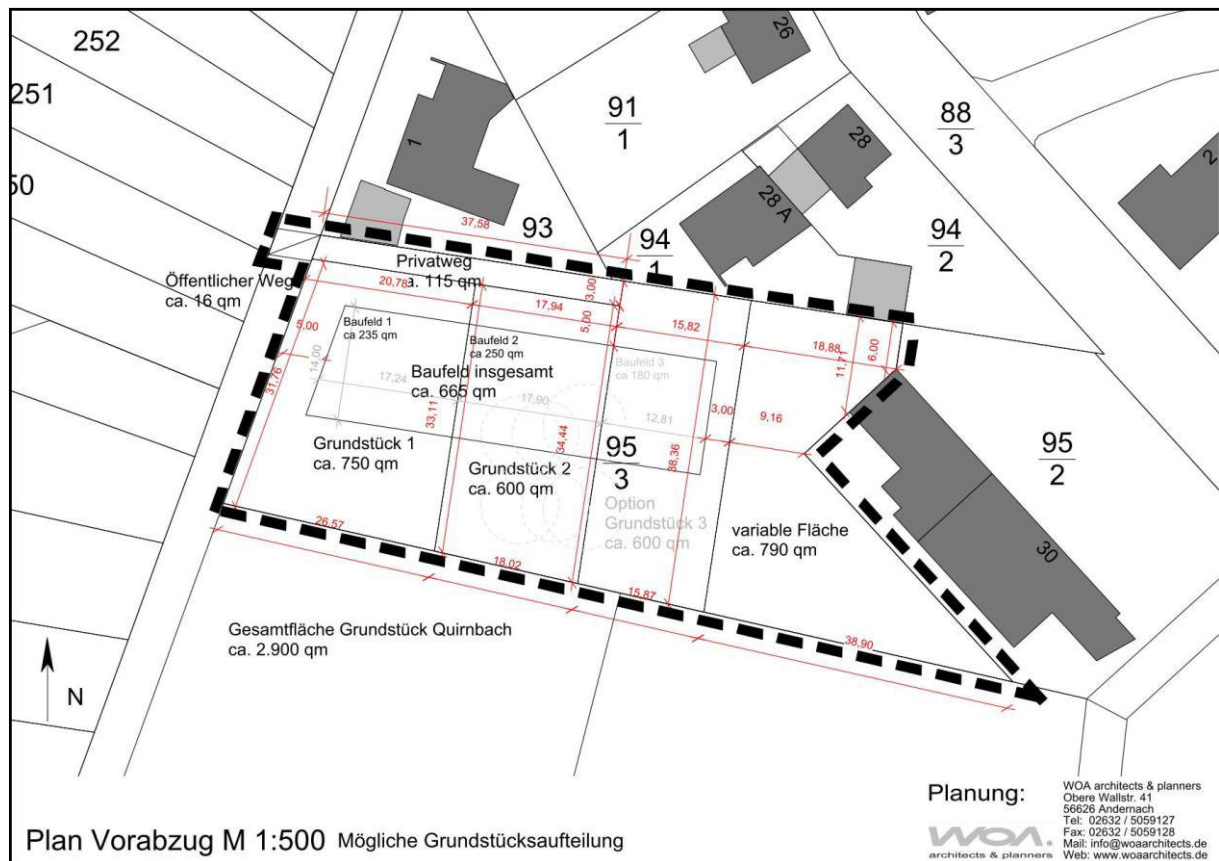 252
251
50
1
26
91
1
88
3
28
28 A
2
93
94
1
94
2
37,58
Privatweg
ca. 115 qm
Öffentlicher Weg
ca. 16 qm
20,78
17,94
3,00
5,00
15,82
18,88
11,71
6,00
5,00
31,76
14,00
Baufeld 1
ca 235 qm
Baufeld 2
ca 250 qm
Baufeld 3
ca 180 qm
Baufeld insgesamt
ca. 665 qm
17,24
17,90
12,81
3,00
9,16
33,11
34,44
38,36
Grundstück 1
ca. 750 qm
Grundstück 2
ca. 600 qm
95
3
Option
Grundstück 3
ca. 600 qm
variable Fläche
ca. 790 qm
95
2
30
26,57
18,02
15,87
38,90
Gesamtfläche Grundstück Quirnbach
ca. 2.900 qm
N
Plan Vorabzug M 1:500 Mögliche Grundstücksaufteilung
Planung:
WOA.
architects & planners
WOA architects & planners
Obere Wallstr. 41
56626 Andernach
Tel: 02632 / 5059127
Fax: 02632 / 5059128
Mail: info@woaarchitects.de
Web: www.woaarchitects.de